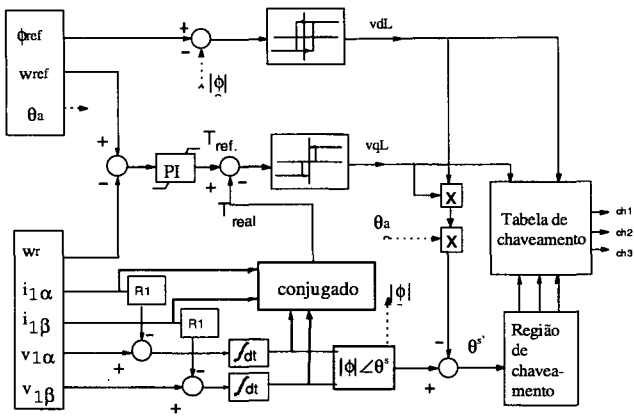 ϕref
wref
θa
+
−
|ϕ|
vdL
+
−
PI
Tref.
+
−
vqL
Treal
X
θa
X
Tabela de
chaveamento
ch1
ch2
ch3
wr
i1α
i1β
v1α
v1β
R1
R1
conjugado
−
+
−
+
∫dt
∫dt
|ϕ|∠θs
|ϕ|
−
+
θs'
Região
de
chavea-
mento